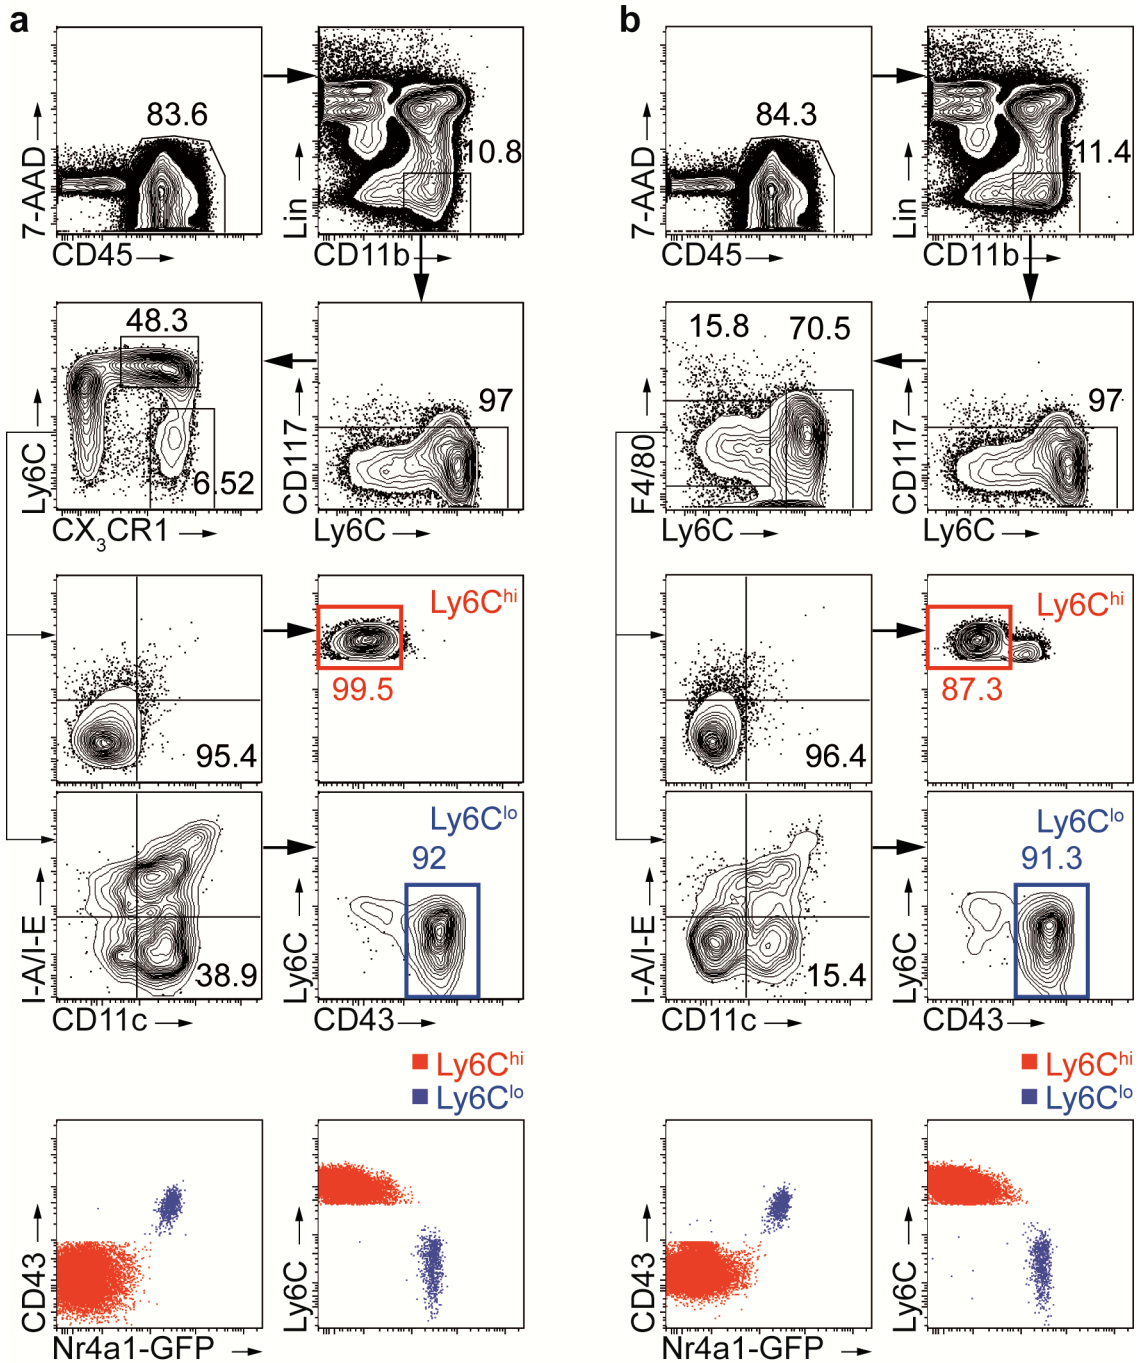 a
b
7-AAD
83.6
CD45
Lin
10.8
CD11b
7-AAD
84.3
CD45
Lin
11.4
CD11b
Ly6C
48.3
6.52
CX3CR1
CD117
97
Ly6C
F4/80
15.8
70.5
Ly6C
CD117
97
Ly6C
95.4
Ly6Chi
99.5
96.4
Ly6Chi
87.3
I-A/I-E
38.9
CD11c
Ly6C
Ly6Clo
92
CD43
I-A/I-E
15.4
CD11c
Ly6C
Ly6Clo
91.3
CD43
Ly6Chi
Ly6Clo
Ly6Chi
Ly6Clo
CD43
Nr4a1-GFP
Ly6C
CD43
Nr4a1-GFP
Ly6C